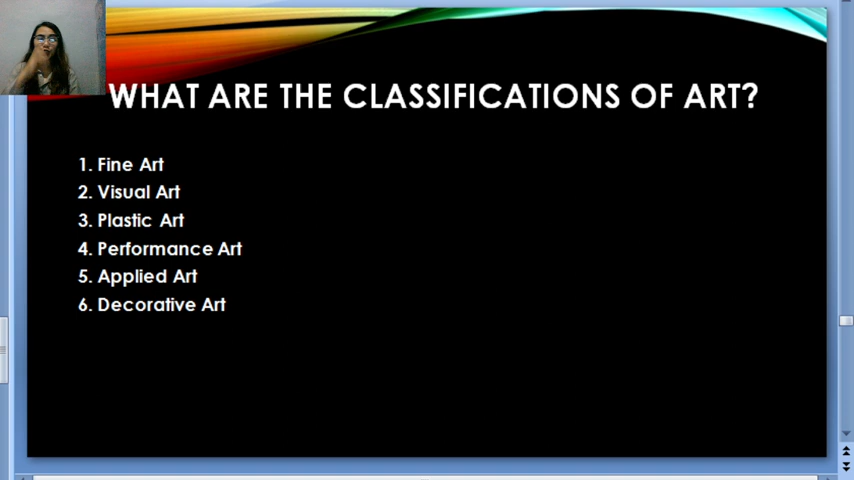 WHAT ARE THE CLASSIFICATIONS OF ART?
1. Fine Art
2. Visual Art
3. Plastic Art
4. Performance Art
5. Applied Art
6. Decorative Art